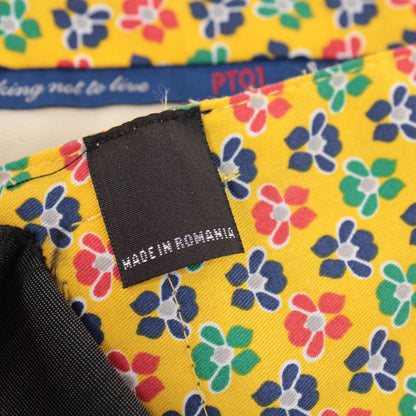 king not to live PT01
MADE IN ROMANIA